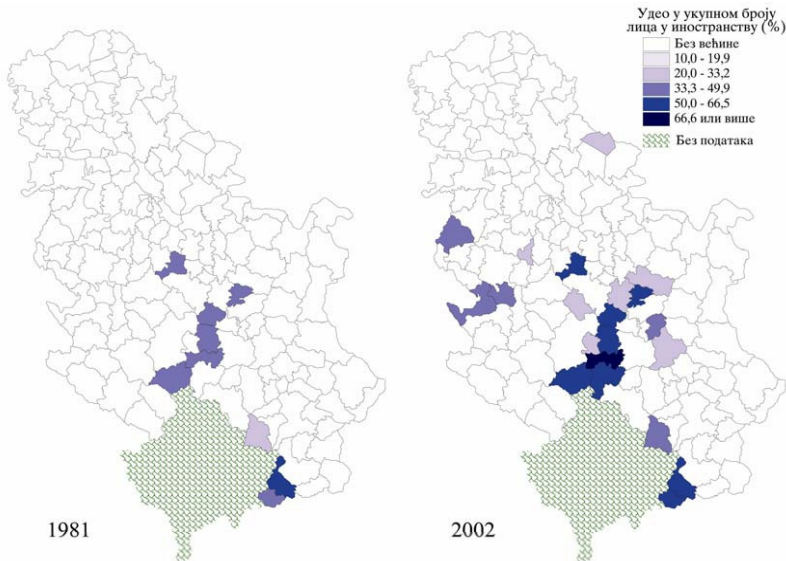 Удео у укупном броју
лица у иностранству (%)
Без већине
10,0 - 19,9
20,0 - 33,2
33,3 - 49,9
50,0 - 66,5
66,6 или више
Без података
1981
2002